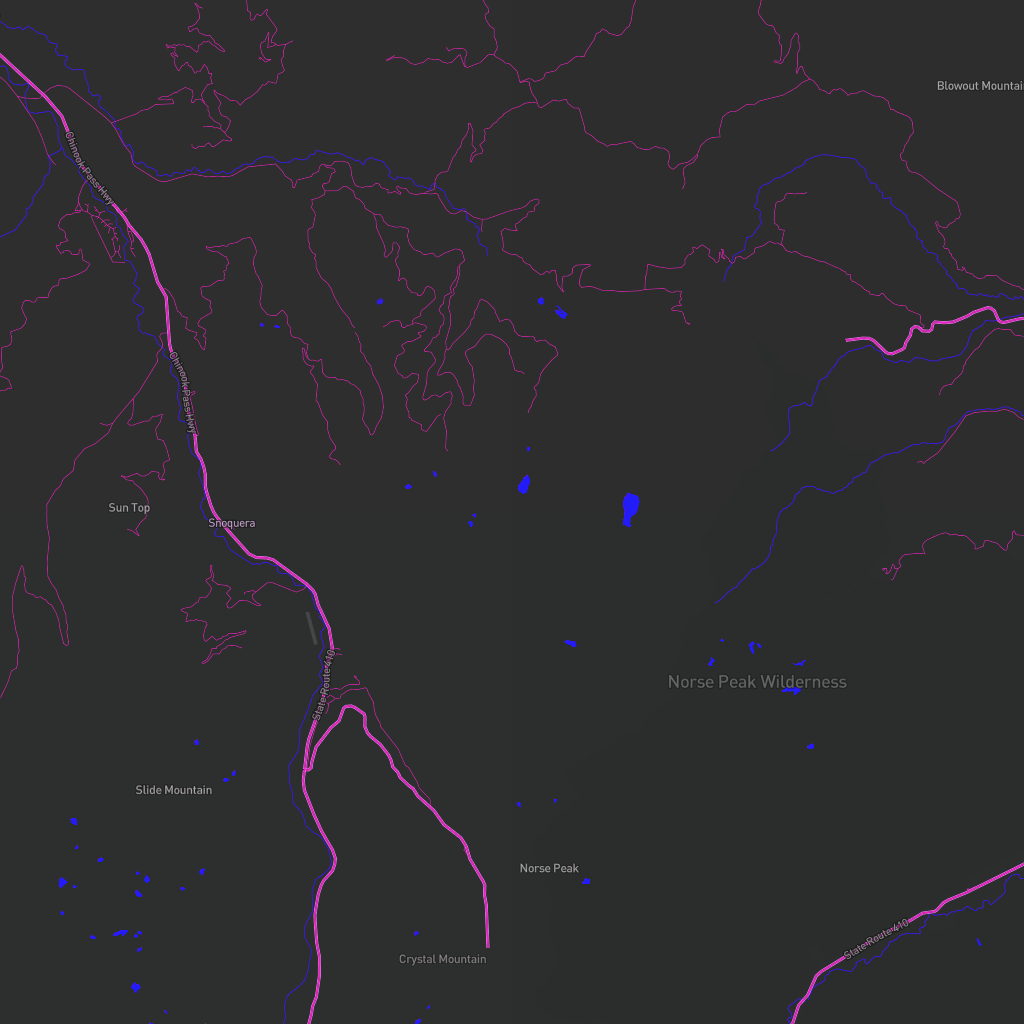 Blowout Mountain
Chinook Pass Hwy
Chinook Pass Hwy
Sun Top
Snoquera
State Route 410
Norse Peak Wilderness
Slide Mountain
Norse Peak
State Route 410
Crystal Mountain